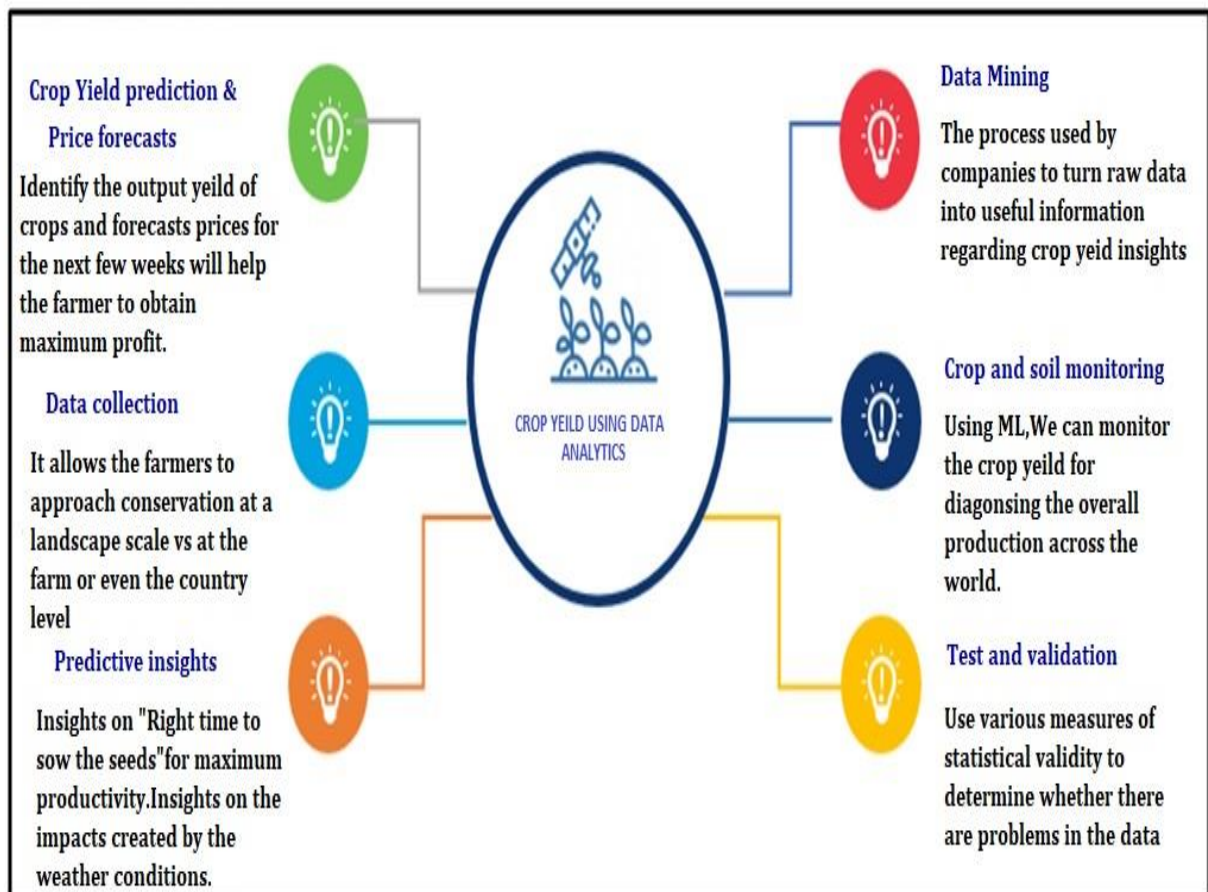 Crop Yield prediction &
Price forecasts
Identify the output yeild of
crops and forecasts prices for
the next few weeks will help
the farmer to obtain
maximum profit.
Data collection
It allows the farmers to
approach conservation at a
landscape scale vs at the
farm or even the country
level
Predictive insights
Insights on "Right time to
sow the seeds"for maximum
productivity.Insights on the
impacts created by the
weather conditions.
CROP YEILD USING DATA
ANALYTICS
Data Mining
The process used by
companies to turn raw data
into useful information
regarding crop yeid insights
Crop and soil monitoring
Using ML,We can monitor
the crop yeild for
diagonsing the overall
production across the
world.
Test and validation
Use various measures of
statistical validity to
determine whether there
are problems in the data